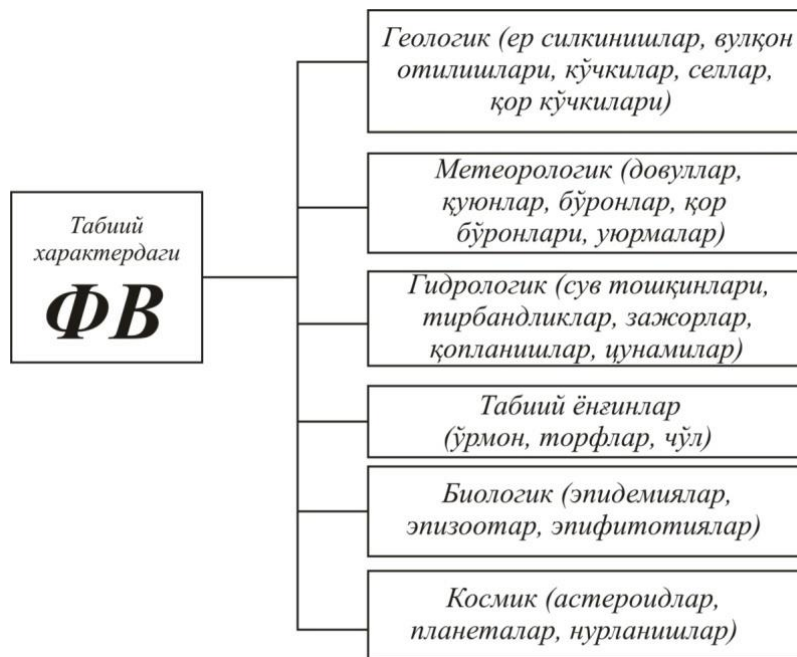 Табиий
характердаги
ФВ
Геологик (ер силкинишлар, вулқон
отилишлари, кўчкилар, селлар,
қор кўчкилари)
Метеорологик (довуллар,
қуюнлар, бўронлар, қор
бўронлари, уюрмалар)
Гидрологик (сув тошқинлари,
тирбандликлар, зажорлар,
қопланишлар, цунамилар)
Табиий ёнғинлар
(ўрмон, торфлар, чўл)
Биологик (эпидемиялар,
эпизоотар, эпифитотиялар)
Космик (астероидлар,
планеталар, нурланишлар)